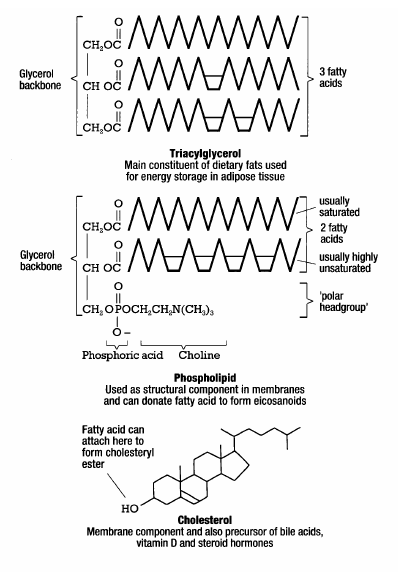 O
CH₂OC
Glycerol
backbone
O
CH OC
3 fatty
acids
O
CH₂OC
Triacylglycerol
Main constituent of dietary fats used
for energy storage in adipose tissue
usually
saturated
O
CH₂OC
2 fatty
acids
Glycerol
backbone
O
CH OC
usually highly
unsaturated
O
CH₂OPOCH₂CH₂N(CH₃)₃
'polar
headgroup'
O−
Phosphoric acid Choline
Phospholipid
Used as structural component in membranes
and can donate fatty acid to form eicosanoids
Fatty acid can
attach here to
form cholesteryl
ester
HO
Cholesterol
Membrane component and also precursor of bile acids,
vitamin D and steroid hormones